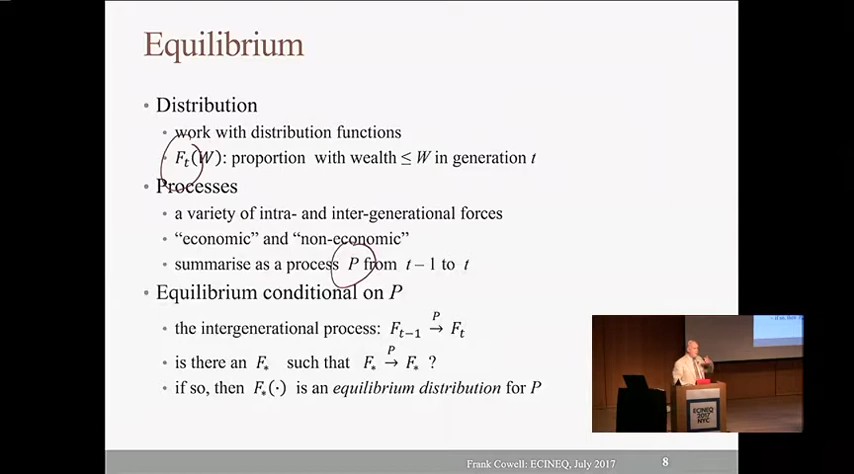 Equilibrium
• Distribution
• work with distribution functions
• Fₜ(W): proportion with wealth ≤ W in generation t
• Processes
• a variety of intra- and inter-generational forces
• “economic” and “non-economic”
• summarise as a process P from t – 1 to t
• Equilibrium conditional on P
P
• the intergenerational process: Fₜ₋₁ → Fₜ
P
• is there an F* such that F* → F* ?
• if so, then F*(·) is an equilibrium distribution for P
ECINEQ
2017
NYC
Frank Cowell: ECINEQ, July 2017 8